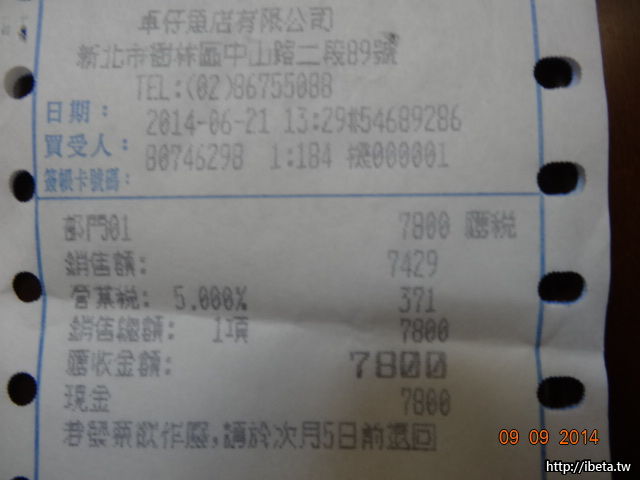 車仔魚店有限公司
新北市樹林區中山路二段89號
TEL:(02)86755088
日期: 2014-06-21 13:29#54689286
買受人: 80746298 1:184 機000001
簽帳卡號碼:
部門01 7800 應稅
銷售額: 7429
營業稅: 5.000% 371
銷售總額: 1項 7800
應收金額: 7800
現金 7800
若發票欲作廢,請於次月5日前退回
09 09 2014
http://ibeta.tw